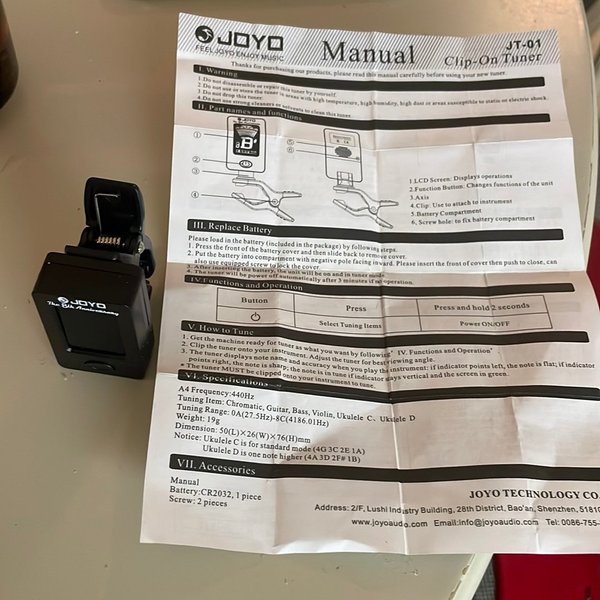 JOYO
FEEL JOYO ENJOY MUSIC
Manual
JT-01
Clip-On Tuner
Thanks for purchasing our products, please read this manual carefully before using your new tuner.
I. Warning
1.Do not disassemble or repair this tuner by yourself.
2.Do not use or store the tuner in areas with high temperature, high humidity, high dust or areas susceptible to static or electric shock.
3.Do not drop this tuner.
4.Do not use strong cleaners or solvents to clean this tuner.
II. Part names and functions
①
②
③
④
⑤
⑥
JOYO
B
1.LCD Screen: Displays operations
2.Function Button: Changes functions of the unit
3.Axis
4.Clip: Use to attach to instrument
5.Battery Compartment
6.Screw hole: to fix battery compartment
III. Replace Battery
Please load in the battery (included in the package) by following steps.
1. Press the front of the battery cover and then slide back to remove cover.
2. Put the battery into compartment with negative pole facing inward. Please insert the front of cover then push to close, can
also use equipped screw to lock the cover.
3. After inserting the battery, the unit will be on and in tuner mode
4. The tuner will be power off automatically after 3 minutes if no operation.
IV.Functions and Operation
Button Press Press and hold 2 seconds
Select Tuning Items Power ON/OFF
V. How to Tune
1. Get the machine ready for tuner as what you want by following" IV. Functions and Operation"
2. Clip the tuner onto your instrument. Adjust the tuner for best viewing angle.
3. The tuner displays note name and accuracy when you play the instrument: if indicator points left, the note is flat; if indicator
points right, the note is sharp; the note is in tune if indicator stays vertical and the screen in green.
* The tuner MUST be clipped onto your instrument to tune.
VI. Specifications
A4 Frequency:440Hz
Tuning Item: Chromatic, Guitar, Bass, Violin, Ukulele C、Ukulele D
Tuning Range: 0A(27.5Hz)-8C(4186.01Hz)
Weight: 19g
Dimension: 50(L)×26(W)×76(H)mm
Notice: Ukulele C is for standard mode (4G 3C 2E 1A)
Ukulele D is one note higher (4A 3D 2F# 1B)
VII. Accessories
Manual
Battery:CR2032, 1 piece
Screw: 2 pieces
JOYO TECHNOLOGY CO.
Address: 2/F, Lushi Industry Building, 28th District, Bao'an, Shenzhen, 5181
www.joyoaudio.com Email:info@joyoaudio.com Tel: 0086-755-
JOYO
The 8th Anniversary